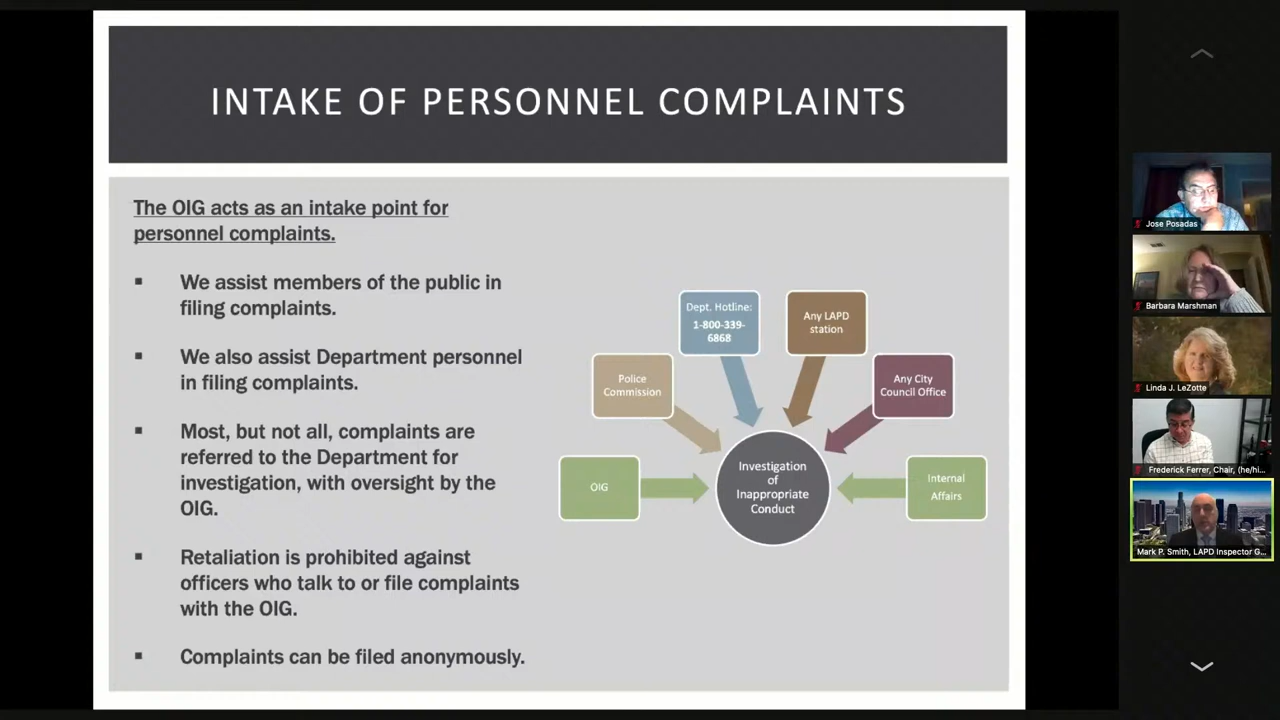 INTAKE OF PERSONNEL COMPLAINTS
The OIG acts as an intake point for
personnel complaints.
We assist members of the public in
filing complaints.
We also assist Department personnel
in filing complaints.
Most, but not all, complaints are
referred to the Department for
investigation, with oversight by the
OIG.
Retaliation is prohibited against
officers who talk to or file complaints
with the OIG.
Complaints can be filed anonymously.
OIG
Police
Commission
Dept. Hotline:
1-800-339-
6868
Any LAPD
station
Any City
Council Office
Internal
Affairs
Investigation
of
Inappropriate
Conduct
Jose Posadas
Barbara Marshman
Linda J. LeZotte
Frederick Ferrer, Chair, (he/hi...
Mark P. Smith, LAPD Inspector G...